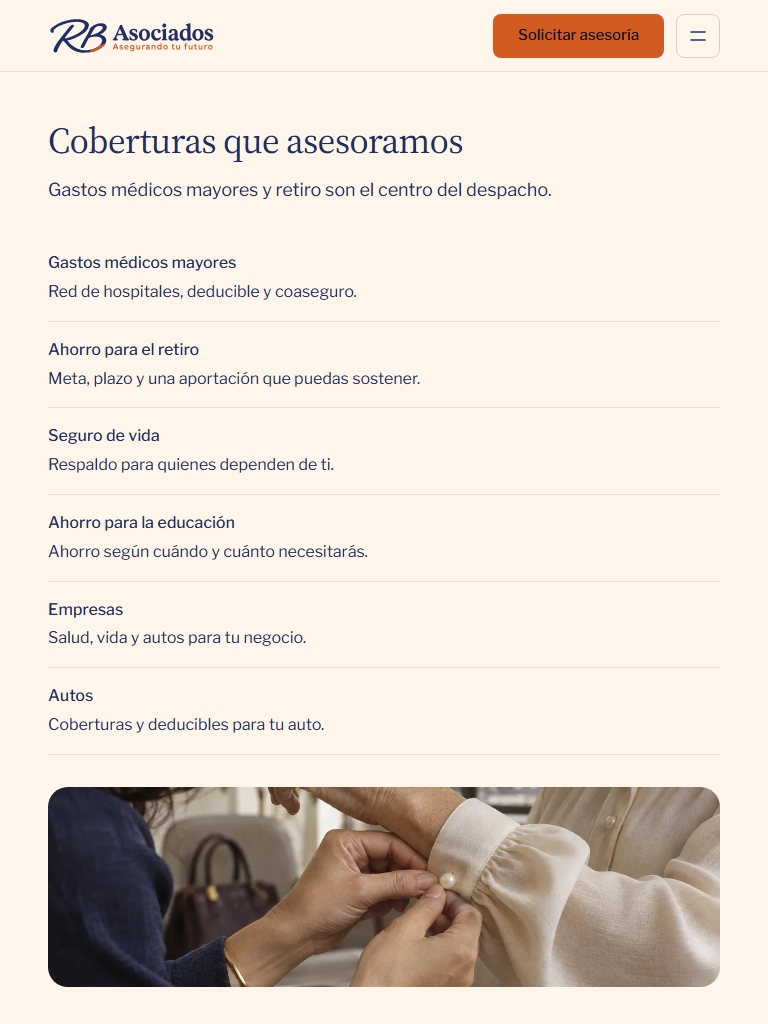 RB Asociados
Asegurando tu futuro
Solicitar asesoría
Coberturas que asesoramos
Gastos médicos mayores y retiro son el centro del despacho.
Gastos médicos mayores
Red de hospitales, deducible y coaseguro.
Ahorro para el retiro
Meta, plazo y una aportación que puedas sostener.
Seguro de vida
Respaldo para quienes dependen de ti.
Ahorro para la educación
Ahorro según cuándo y cuánto necesitarás.
Empresas
Salud, vida y autos para tu negocio.
Autos
Coberturas y deducibles para tu auto.